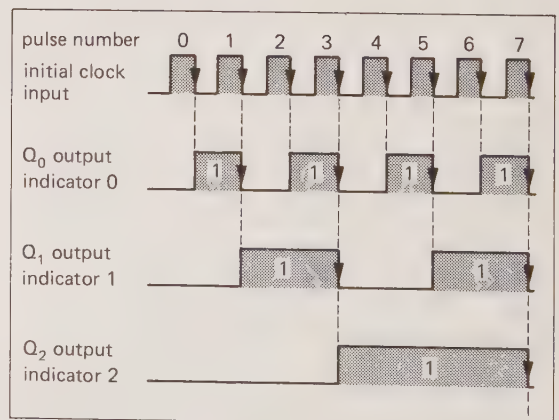 pulse number 0 1 2 3 4 5 6 7
initial clock
input
Q₀ output
indicator 0
1 1 1 1
Q₁ output
indicator 1
1 1
Q₂ output
indicator 2
1